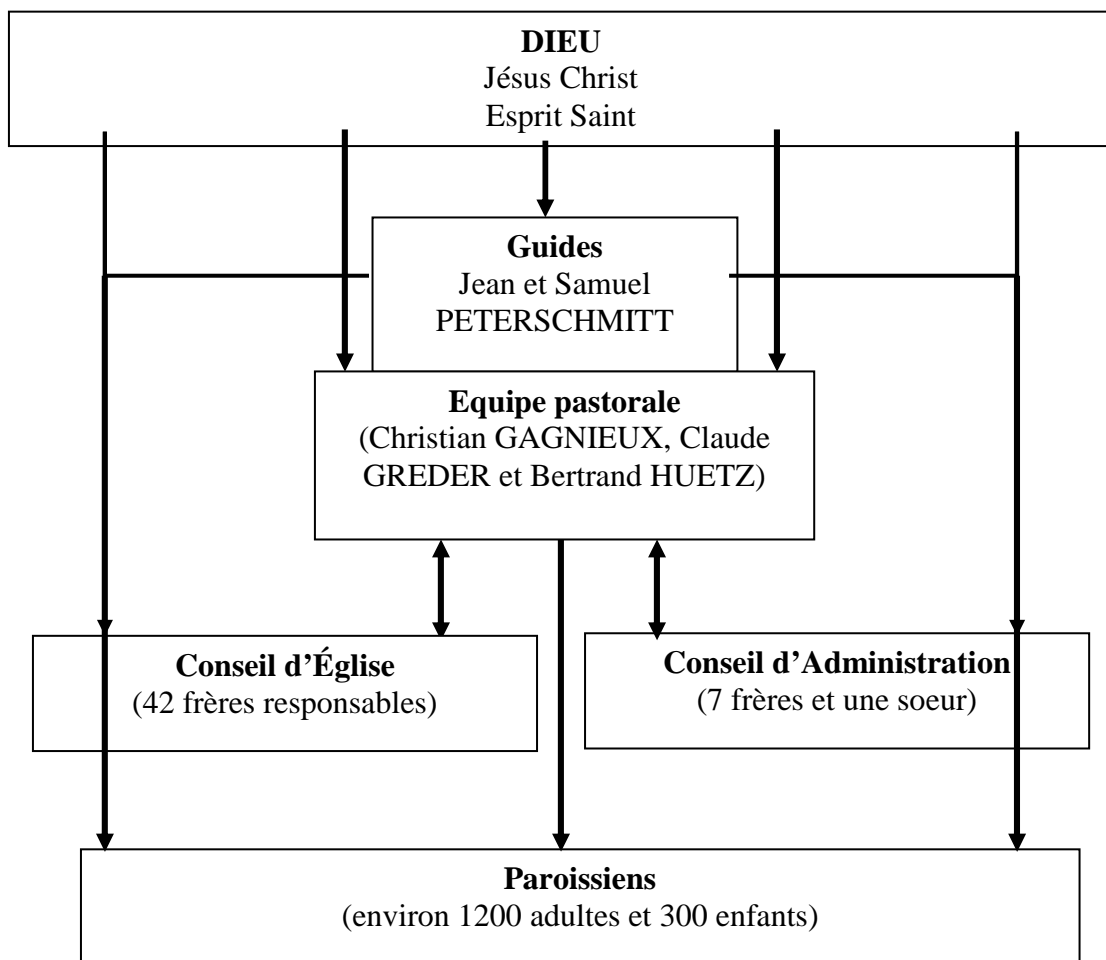 DIEU
Jésus Christ
Esprit Saint
Guides
Jean et Samuel
PETERSCHMITT
Equipe pastorale
(Christian GAGNIEUX, Claude
GREDER et Bertrand HUETZ)
Conseil d’Église
(42 frères responsables)
Conseil d’Administration
(7 frères et une soeur)
Paroissiens
(environ 1200 adultes et 300 enfants)